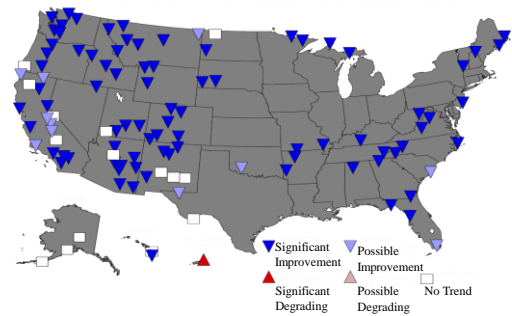 Significant
Improvement
Possible
Improvement
Significant
Degrading
Possible
Degrading
No Trend